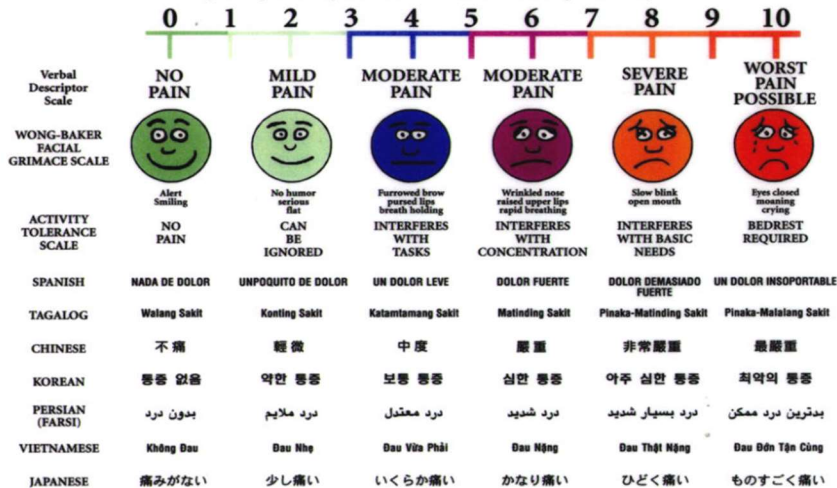 0 1 2 3 4 5 6 7 8 9 10
Verbal
Descriptor
Scale
NO
PAIN
MILD
PAIN
MODERATE
PAIN
MODERATE
PAIN
SEVERE
PAIN
WORST
PAIN
POSSIBLE
WONG-BAKER
FACIAL
GRIMACE SCALE
Alert
Smiling
No humor
serious
flat
Furrowed brow
pursed lips
breath holding
Wrinkled nose
raised upper lips
rapid breathing
Slow blink
open mouth
Eyes closed
moaning
crying
ACTIVITY
TOLERANCE
SCALE
NO
PAIN
CAN
BE
IGNORED
INTERFERES
WITH
TASKS
INTERFERES
WITH
CONCENTRATION
INTERFERES
WITH BASIC
NEEDS
BEDREST
REQUIRED
SPANISH
NADA DE DOLOR
UNPOQUITO DE DOLOR
UN DOLOR LEVE
DOLOR FUERTE
DOLOR DEMASIADO
FUERTE
UN DOLOR INSOPORTABLE
TAGALOG
Walang Sakit
Konting Sakit
Katamtamang Sakit
Matinding Sakit
Pinaka-Matinding Sakit
Pinaka-Malalang Sakit
CHINESE
不痛
輕微
中度
嚴重
非常嚴重
最嚴重
KOREAN
통증 없음
약한 통증
보통 통증
심한 통증
아주 심한 통증
최악의 통증
PERSIAN
(FARSI)
بدون درد
درد ملایم
درد معتدل
درد شدید
درد بسیار شدید
بدترین درد ممکن
VIETNAMESE
Không Đau
Đau Nhẹ
Đau Vừa Phải
Đau Nặng
Đau Thật Nặng
Đau Đớn Tận Cùng
JAPANESE
痛みがない
少し痛い
いくらか痛い
かなり痛い
ひどく痛い
ものすごく痛い